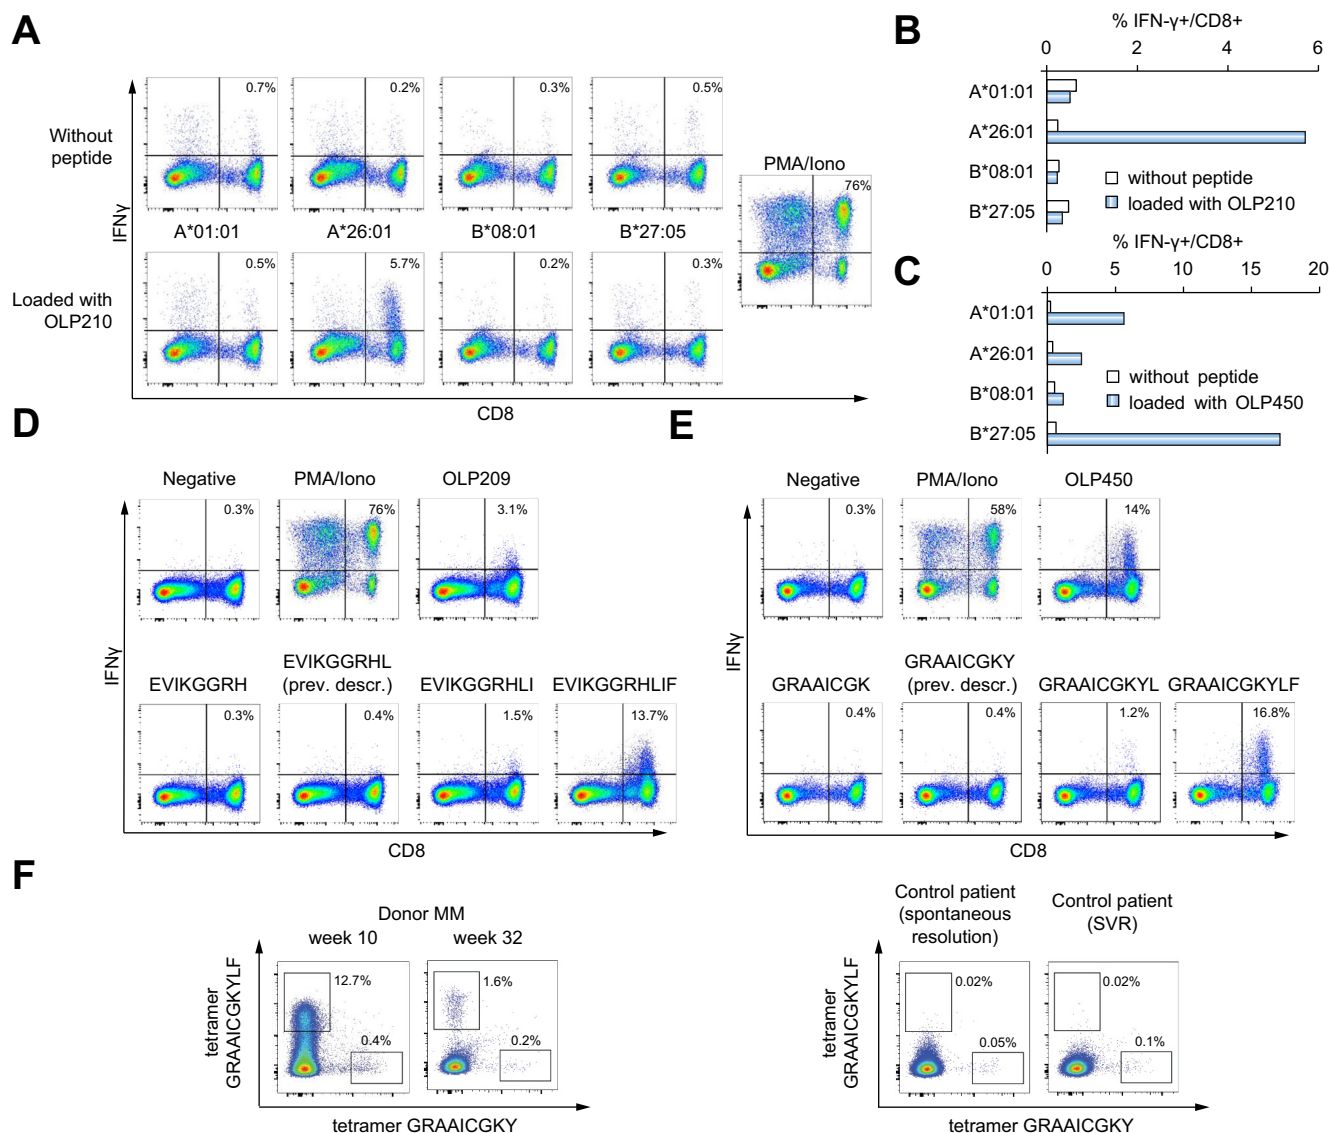 A
Without
peptide
0.7%
0.2%
0.3%
0.5%
IFNγ
A*01:01
A*26:01
B*08:01
B*27:05
Loaded with
OLP210
0.5%
5.7%
0.2%
0.3%
PMA/Iono
76%
CD8
B
% IFN-γ+/CD8+
0 2 4 6
A*01:01
A*26:01
B*08:01
B*27:05
without peptide
loaded with OLP210
C
% IFN-γ+/CD8+
0 5 10 15 20
A*01:01
A*26:01
B*08:01
B*27:05
without peptide
loaded with OLP450
D
Negative
PMA/Iono
OLP209
0.3%
76%
3.1%
IFNγ
EVIKGGRH
EVIKGGRHL
(prev. descr.)
EVIKGGRHLI
EVIKGGRHLIF
0.3%
0.4%
1.5%
13.7%
CD8
E
Negative
PMA/Iono
OLP450
0.3%
58%
14%
IFNγ
GRAAICGK
GRAAICGKY
(prev. descr.)
GRAAICGKYL
GRAAICGKYLF
0.4%
0.4%
1.2%
16.8%
CD8
F
Donor MM
week 10
week 32
tetramer
GRAAICGKYLF
12.7%
0.4%
1.6%
0.2%
tetramer GRAAICGKY
Control patient
(spontaneous
resolution)
Control patient
(SVR)
tetramer
GRAAICGKYLF
0.02%
0.05%
0.02%
0.1%
tetramer GRAAICGKY